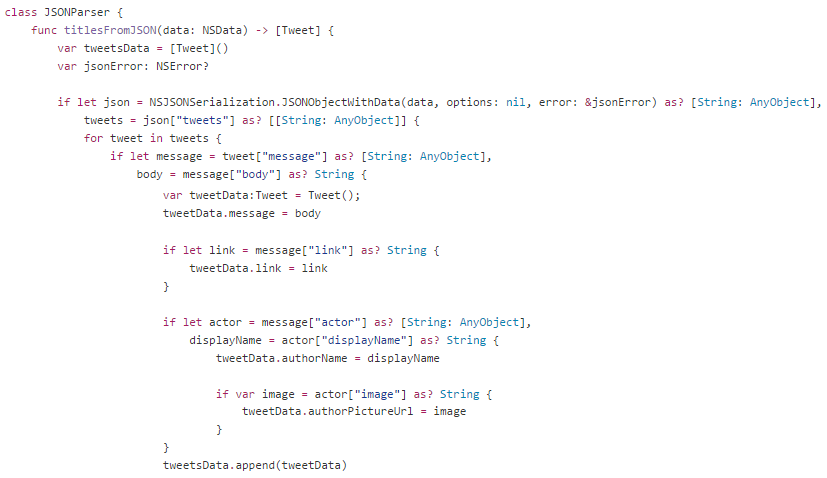 class JSONParser {
    func titlesFromJSON(data: NSData) -> [Tweet] {
        var tweetsData = [Tweet]()
        var jsonError: NSError?

        if let json = NSJSONSerialization.JSONObjectWithData(data, options: nil, error: &jsonError) as? [String: AnyObject],
            tweets = json["tweets"] as? [[String: AnyObject]] {
            for tweet in tweets {
                if let message = tweet["message"] as? [String: AnyObject],
                    body = message["body"] as? String {
                        var tweetData:Tweet = Tweet();
                        tweetData.message = body

                        if let link = message["link"] as? String {
                            tweetData.link = link
                        }

                        if let actor = message["actor"] as? [String: AnyObject],
                            displayName = actor["displayName"] as? String {
                                tweetData.authorName = displayName

                                if var image = actor["image"] as? String {
                                    tweetData.authorPictureUrl = image
                                }
                        }
                        tweetsData.append(tweetData)